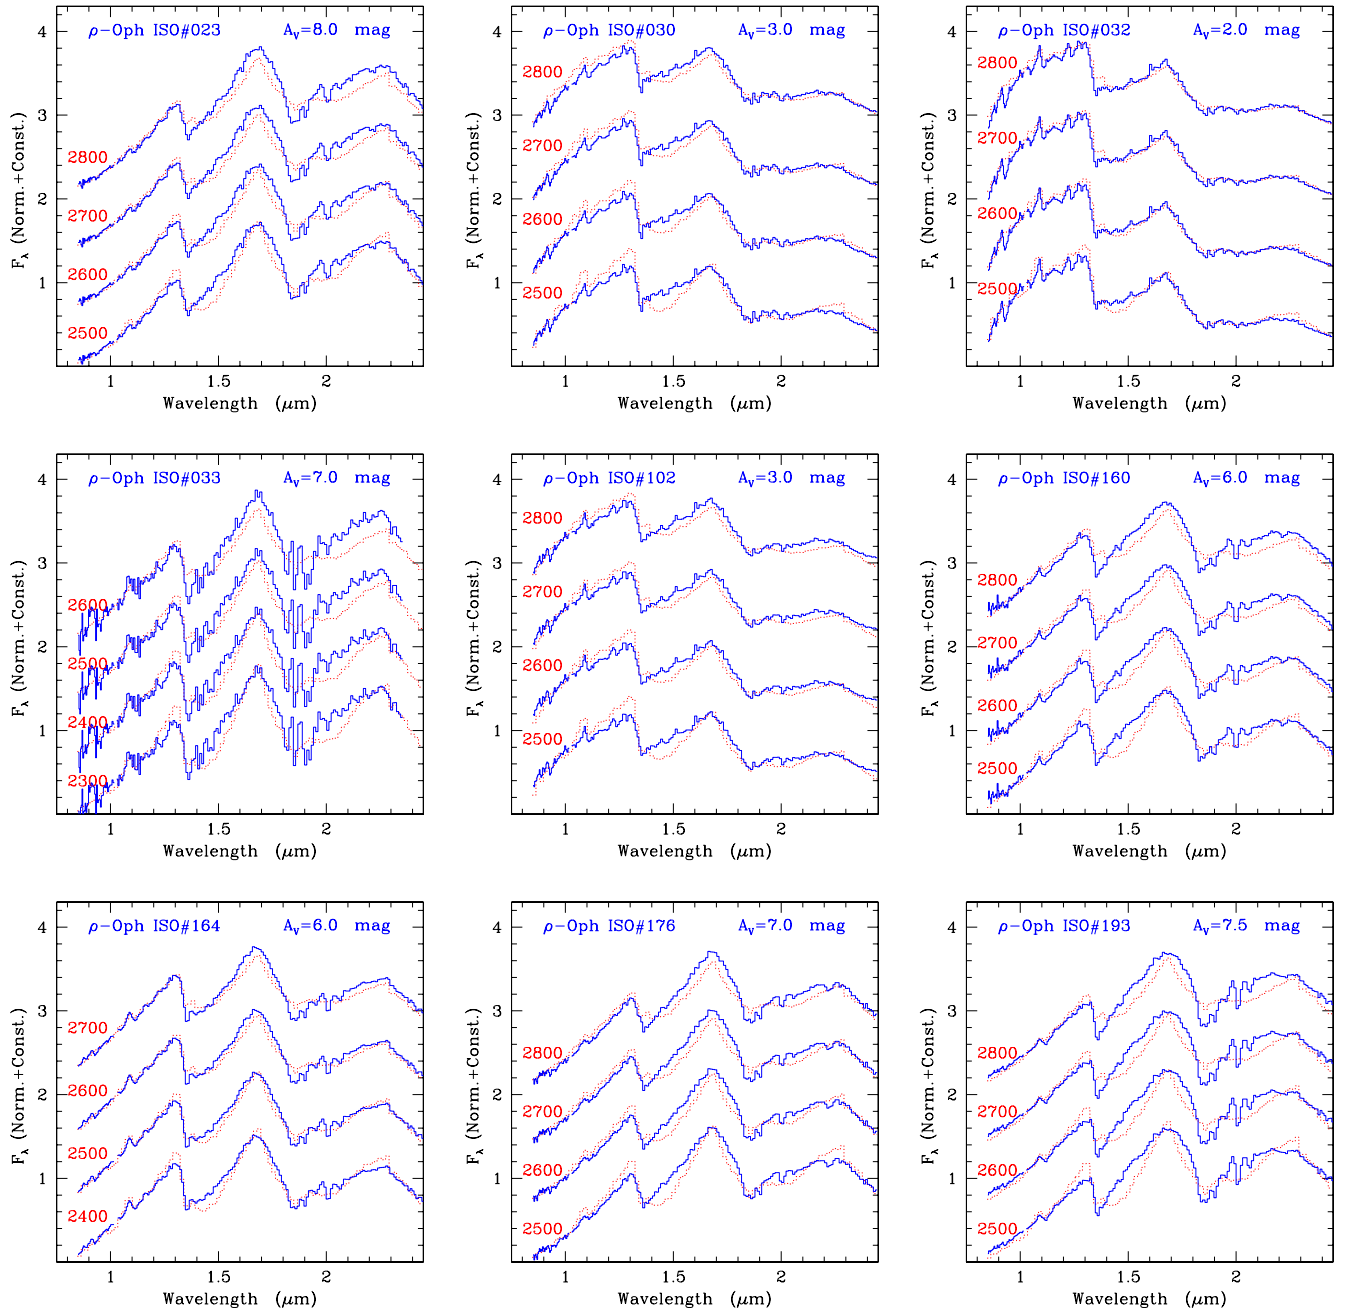 ρ-Oph ISO#023 A_V=8.0 mag
4
3
2
1
2800
2700
2600
2500
F_λ (Norm.+Const.)
1 1.5 2
Wavelength (μm)
ρ-Oph ISO#030 A_V=3.0 mag
4
3
2
1
2800
2700
2600
2500
F_λ (Norm.+Const.)
1 1.5 2
Wavelength (μm)
ρ-Oph ISO#032 A_V=2.0 mag
4
3
2
1
2800
2700
2600
2500
F_λ (Norm.+Const.)
1 1.5 2
Wavelength (μm)
ρ-Oph ISO#033 A_V=7.0 mag
4
3
2
1
2600
2500
2400
2300
F_λ (Norm.+Const.)
1 1.5 2
Wavelength (μm)
ρ-Oph ISO#102 A_V=3.0 mag
4
3
2
1
2800
2700
2600
2500
F_λ (Norm.+Const.)
1 1.5 2
Wavelength (μm)
ρ-Oph ISO#160 A_V=6.0 mag
4
3
2
1
2800
2700
2600
2500
F_λ (Norm.+Const.)
1 1.5 2
Wavelength (μm)
ρ-Oph ISO#164 A_V=6.0 mag
4
3
2
1
2700
2600
2500
2400
F_λ (Norm.+Const.)
1 1.5 2
Wavelength (μm)
ρ-Oph ISO#176 A_V=7.0 mag
4
3
2
1
2800
2700
2600
2500
F_λ (Norm.+Const.)
1 1.5 2
Wavelength (μm)
ρ-Oph ISO#193 A_V=7.5 mag
4
3
2
1
2800
2700
2600
2500
F_λ (Norm.+Const.)
1 1.5 2
Wavelength (μm)